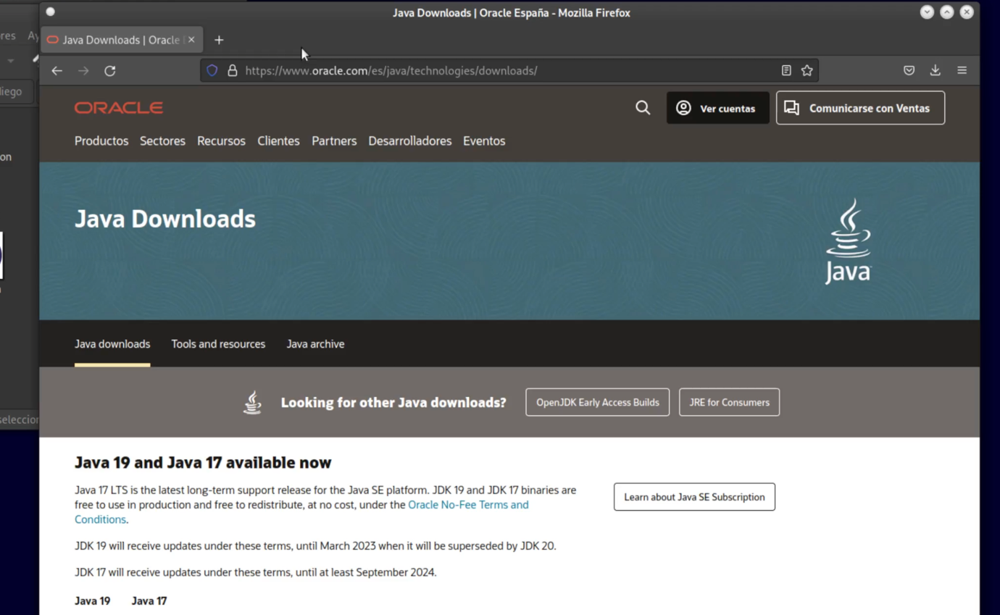 Java Downloads | Oracle España - Mozilla Firefox
res Ay
Java Downloads | Oracle
https://www.oracle.com/es/java/technologies/downloads/
liego
ORACLE
Ver cuentas
Comunicarse con Ventas
Productos Sectores Recursos Clientes Partners Desarrolladores Eventos
on
Java Downloads
Java
Java downloads Tools and resources Java archive
Looking for other Java downloads? OpenJDK Early Access Builds JRE for Consumers
seleccion
Java 19 and Java 17 available now
Java 17 LTS is the latest long-term support release for the Java SE platform. JDK 19 and JDK 17 binaries are
free to use in production and free to redistribute, at no cost, under the Oracle No-Fee Terms and
Conditions.
Learn about Java SE Subscription
JDK 19 will receive updates under these terms, until March 2023 when it will be superseded by JDK 20.
JDK 17 will receive updates under these terms, until at least September 2024.
Java 19 Java 17